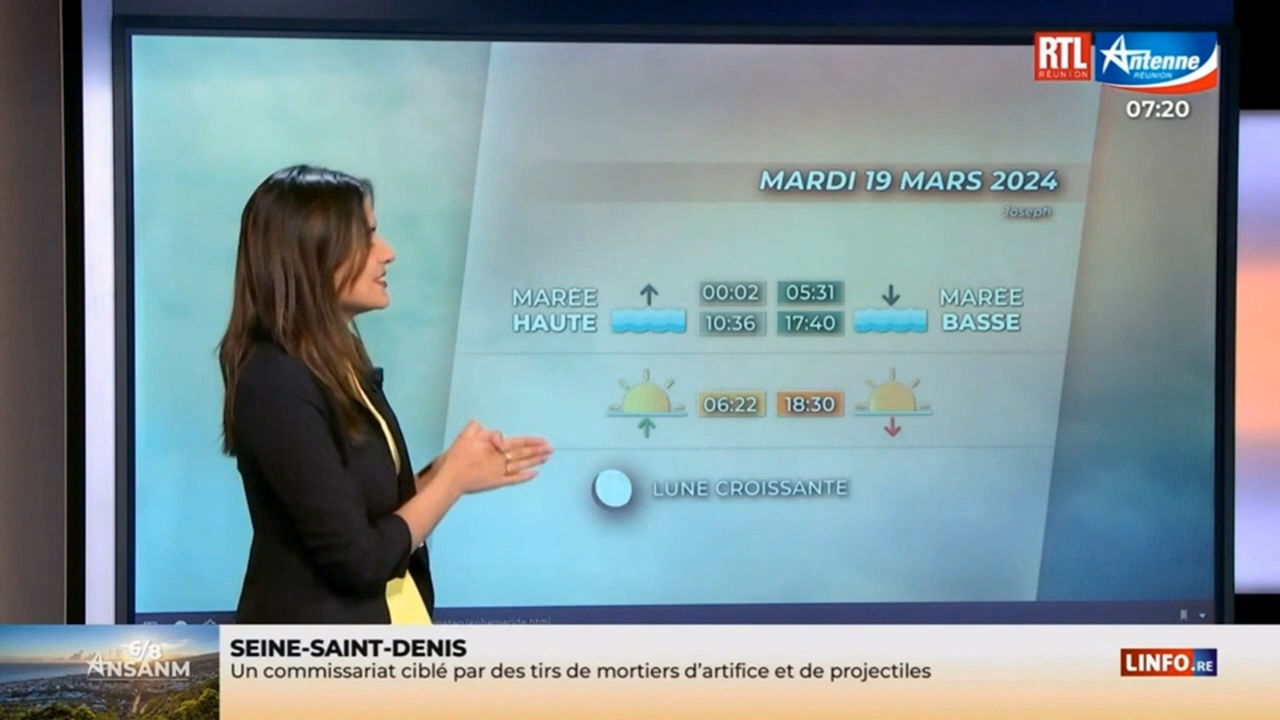 RTL
RÉUNION
Antenne
RÉUNION
07:20
MARDI 19 MARS 2024
Joseph
MARÉE
HAUTE
00:02
05:31
10:36
17:40
MARÉE
BASSE
06:22
18:30
LUNE CROISSANTE
6/8
ANSANM
SEINE-SAINT-DENIS
Un commissariat ciblé par des tirs de mortiers d'artifice et de projectiles
LINFO.RE